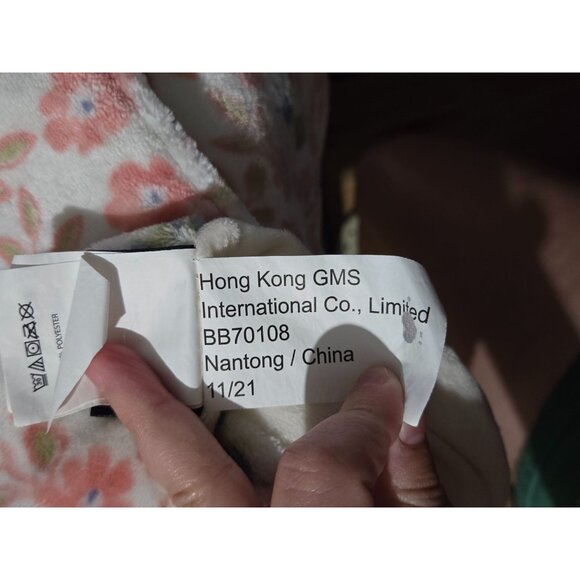 Hong Kong GMS
International Co., Limited
BB70108
Nantong / China
11/21
POLYESTER